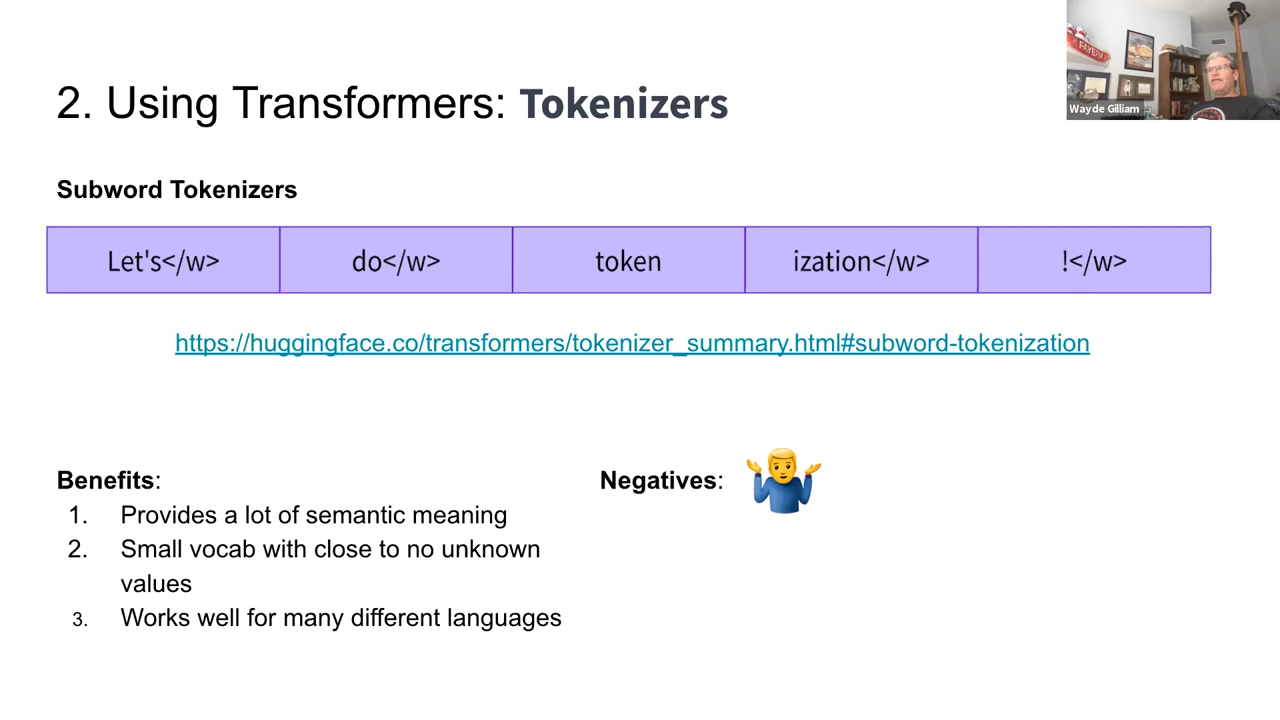 2. Using Transformers: Tokenizers
Subword Tokenizers
Let's</w> do</w> token ization</w> !</w>
https://huggingface.co/transformers/tokenizer_summary.html#subword-tokenization
Benefits:
1. Provides a lot of semantic meaning
2. Small vocab with close to no unknown
values
3. Works well for many different languages
Negatives:
Wayde Gilliam